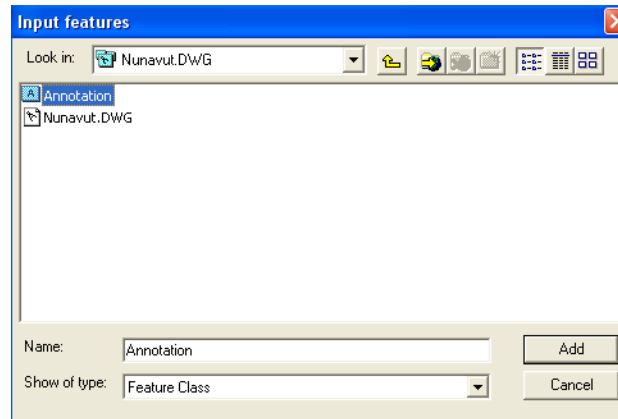 Input features
Look in: Nunavut.DWG
A Annotation
Nunavut.DWG
Name: Annotation Add
Show of type: Feature Class Cancel